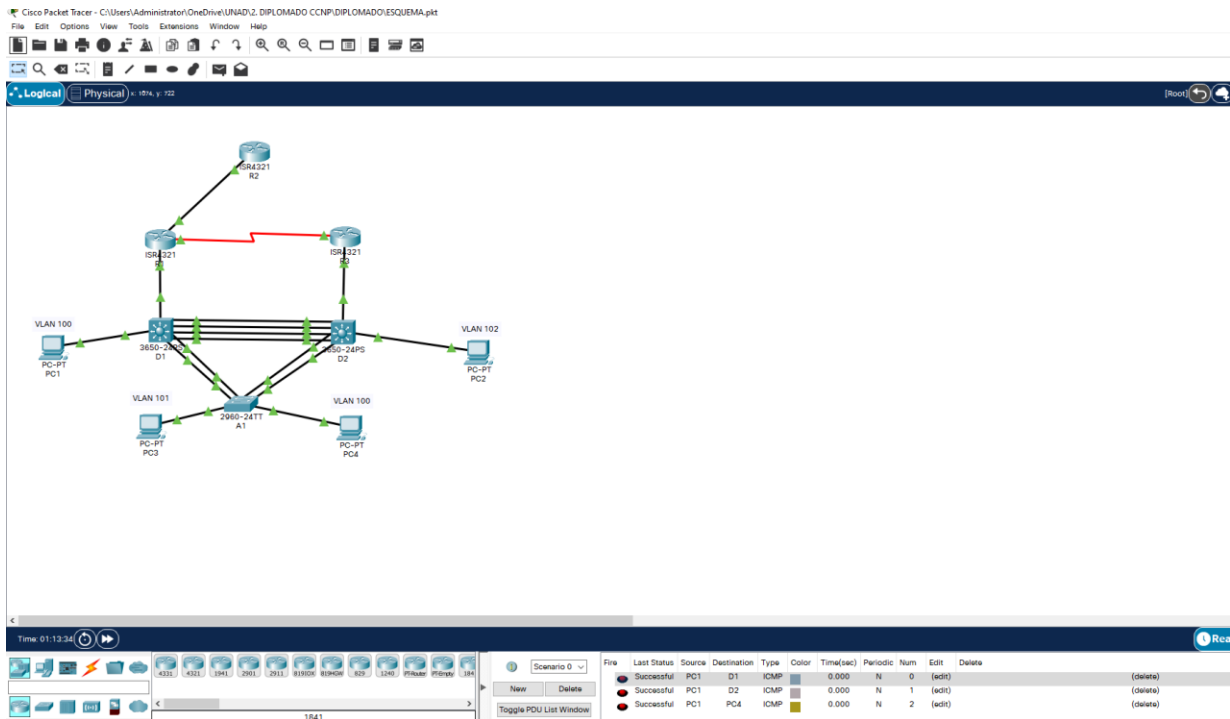 Cisco Packet Tracer - C:\Users\Administrator\OneDrive\UNAD\2. DIPLOMADO CCNP\DIPLOMADO\ESQUEMA.pkt
File Edit Options View Tools Extensions Window Help
Logical Physical x: 1074, y: 722 [Root]
ISR4321
R2
ISR4321
ISR4321
R3
VLAN 100
VLAN 102
3650-24PS
D1
3650-24PS
D2
PC-PT
PC1
PC-PT
PC2
VLAN 101
VLAN 100
2960-24TT
A1
PC-PT
PC3
PC-PT
PC4
Time: 01:13:34 Rea
4331 4321 1941 2901 2911 819IOX 819HGW 829 1240 PT-Router PT-Empty 184
1841
Scenario 0
New Delete
Toggle PDU List Window
Fire Last Status Source Destination Type Color Time(sec) Periodic Num Edit Delete
Successful PC1 D1 ICMP 0.000 N 0 (edit) (delete)
Successful PC1 D2 ICMP 0.000 N 1 (edit) (delete)
Successful PC1 PC4 ICMP 0.000 N 2 (edit) (delete)